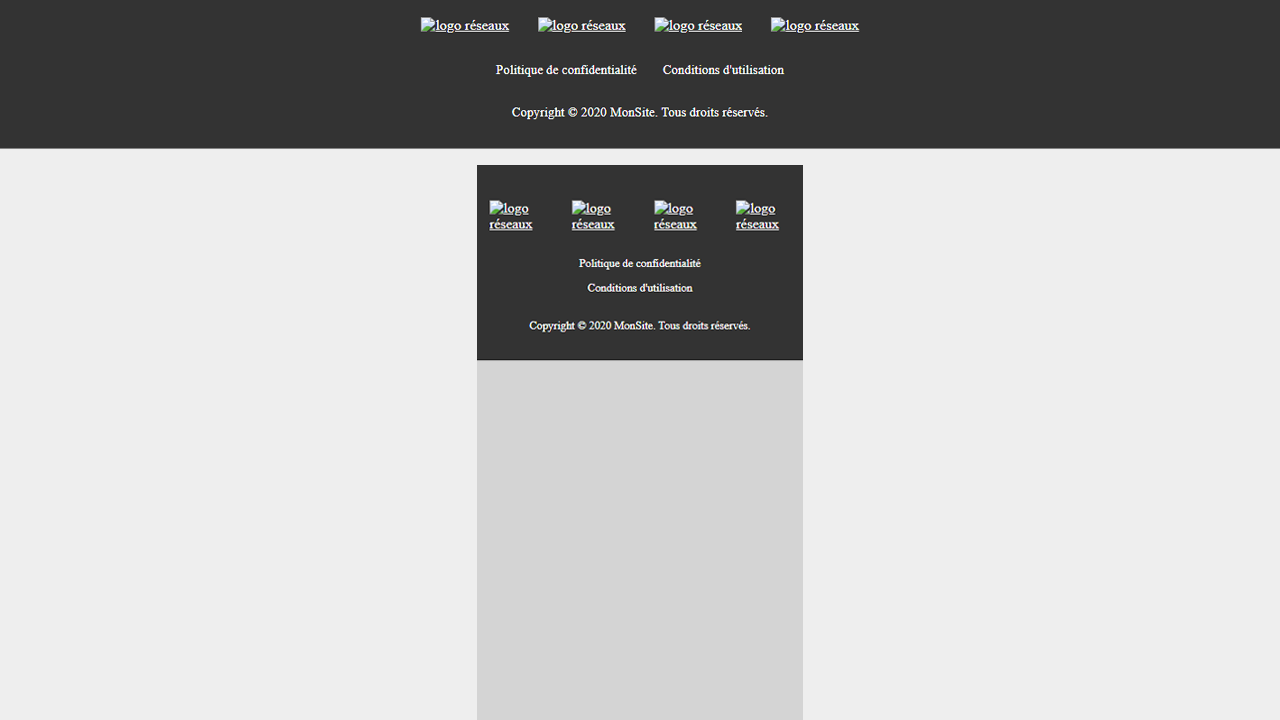 logo réseaux logo réseaux logo réseaux logo réseaux
Politique de confidentialité Conditions d'utilisation
Copyright © 2020 MonSite. Tous droits réservés.
logo réseaux logo réseaux logo réseaux logo réseaux
Politique de confidentialité
Conditions d'utilisation
Copyright © 2020 MonSite. Tous droits réservés.